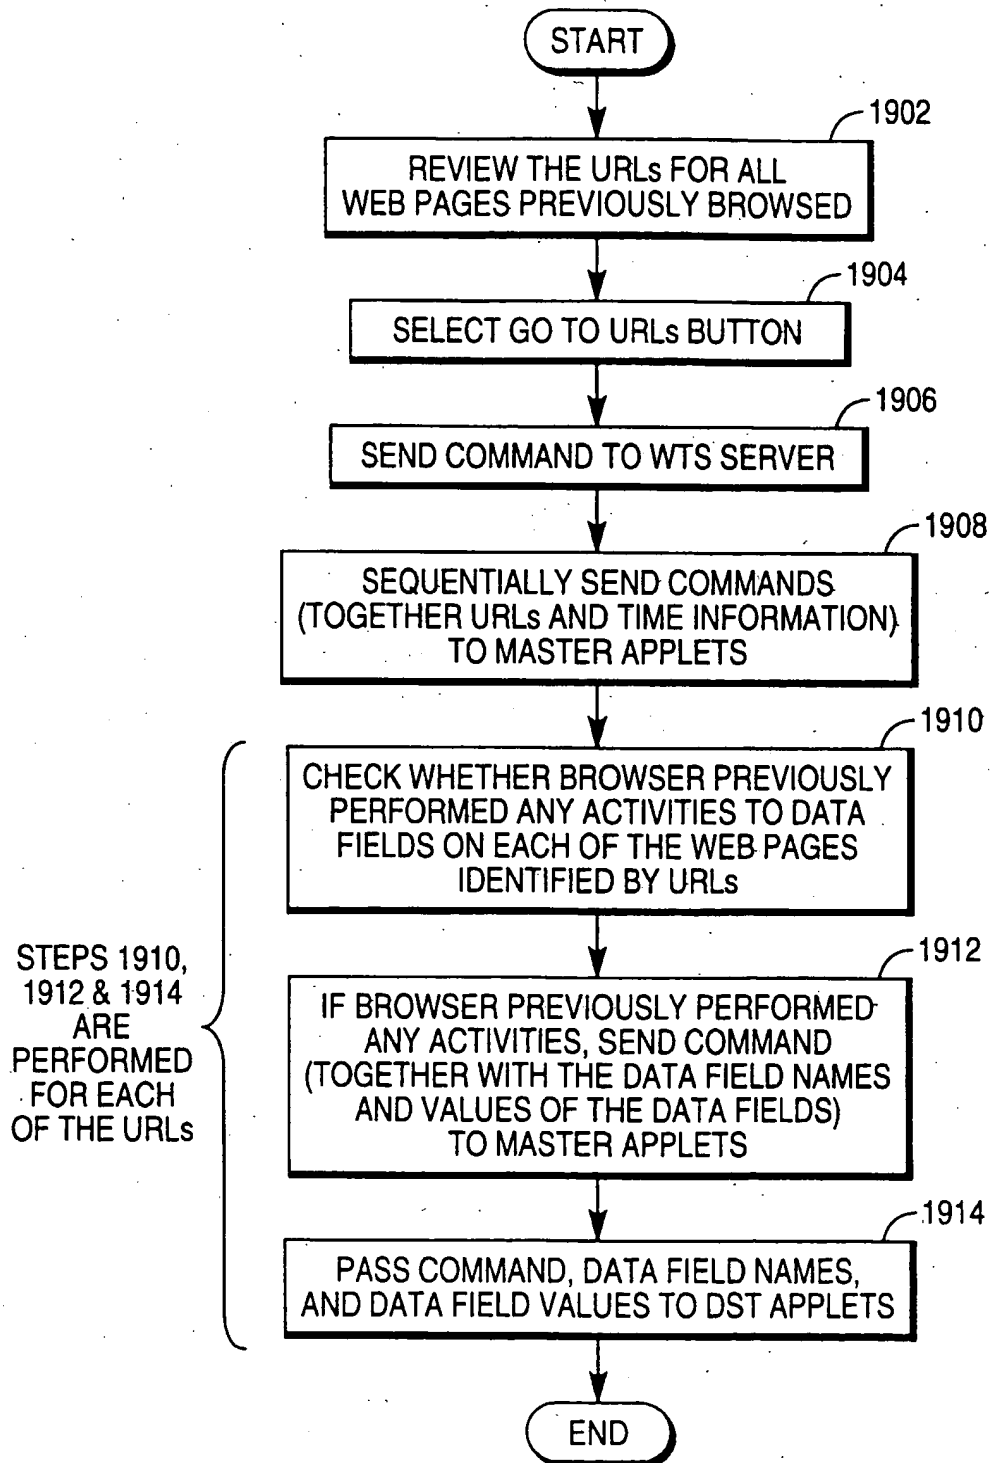 START
1902
REVIEW THE URLs FOR ALL
WEB PAGES PREVIOUSLY BROWSED
1904
SELECT GO TO URLs BUTTON
1906
SEND COMMAND TO WTS SERVER
1908
SEQUENTIALLY SEND COMMANDS
(TOGETHER URLs AND TIME INFORMATION)
TO MASTER APPLETS
1910
CHECK WHETHER BROWSER PREVIOUSLY
PERFORMED ANY ACTIVITIES TO DATA
FIELDS ON EACH OF THE WEB PAGES
IDENTIFIED BY URLs
STEPS 1910,
1912 & 1914
ARE
PERFORMED
FOR EACH
OF THE URLs
1912
IF BROWSER PREVIOUSLY PERFORMED
ANY ACTIVITIES, SEND COMMAND
(TOGETHER WITH THE DATA FIELD NAMES
AND VALUES OF THE DATA FIELDS)
TO MASTER APPLETS
1914
PASS COMMAND, DATA FIELD NAMES,
AND DATA FIELD VALUES TO DST APPLETS
END